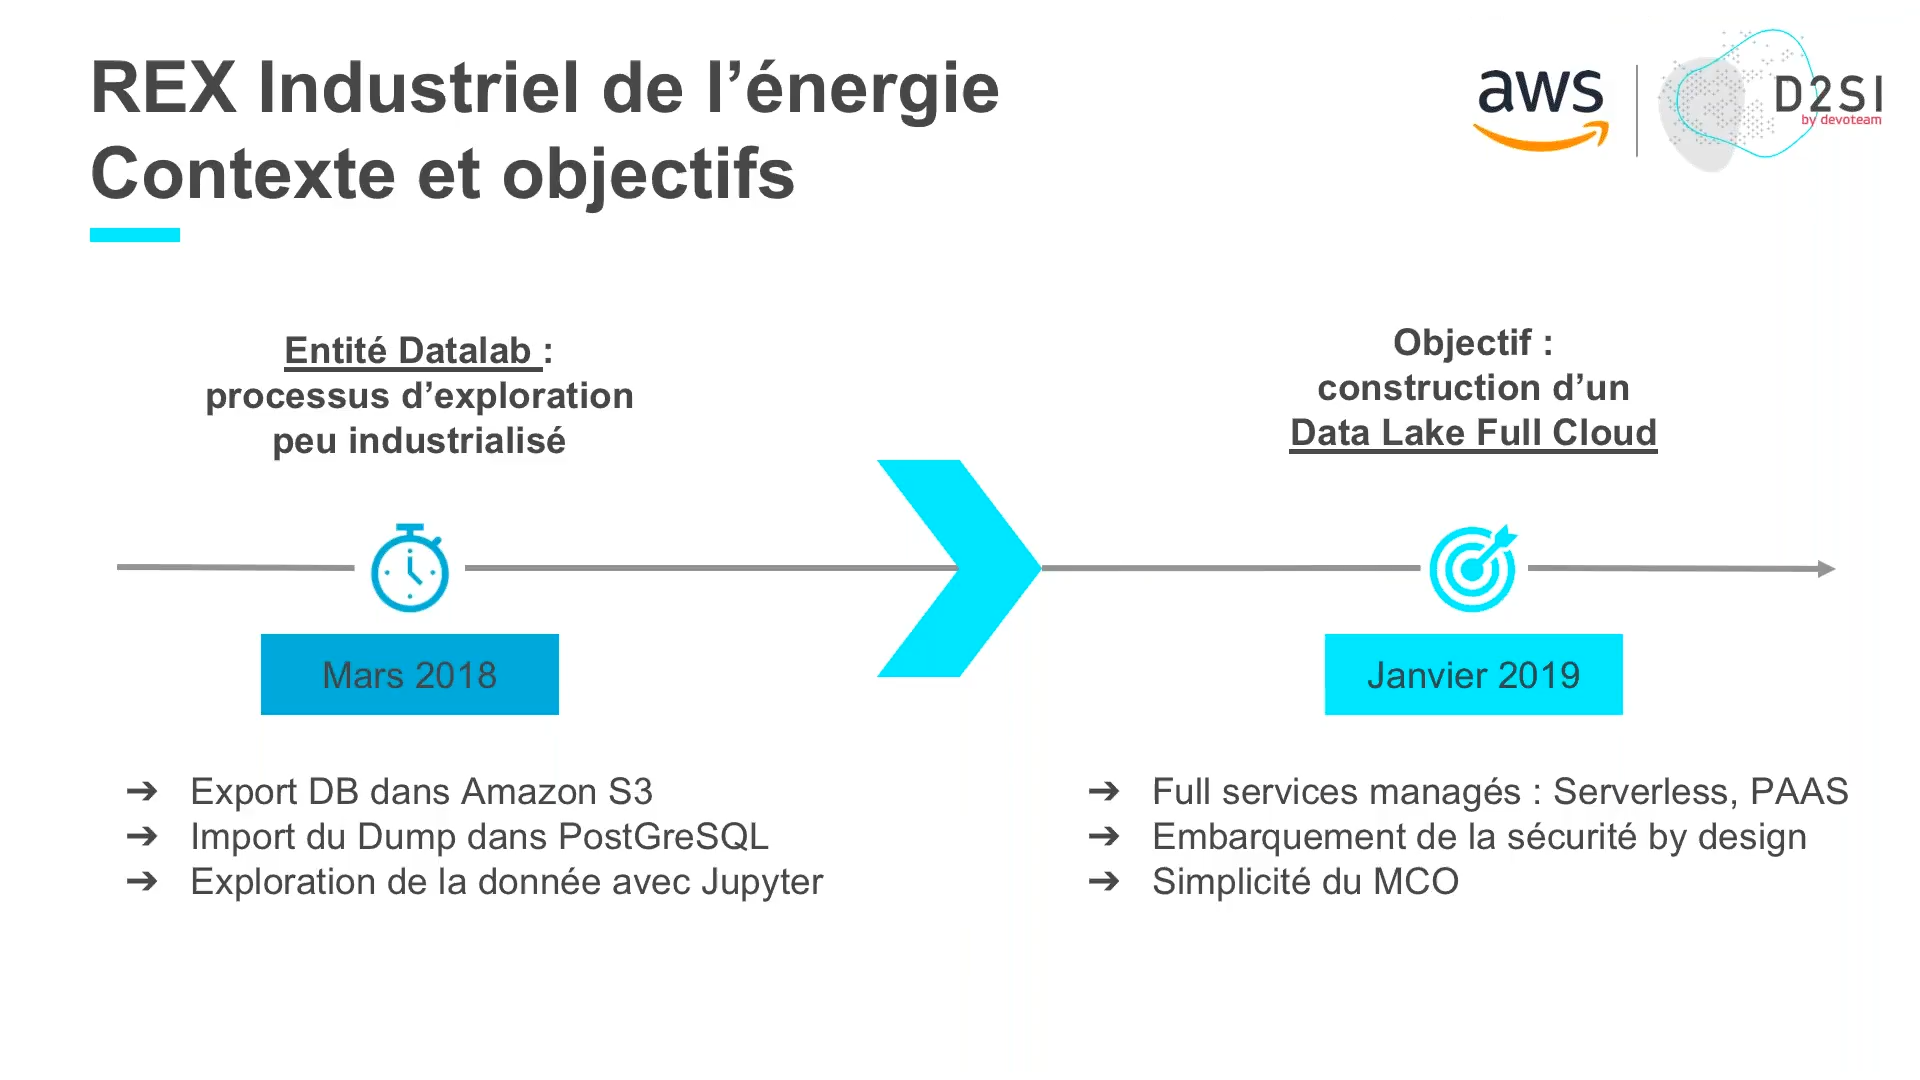 REX Industriel de l’énergie
Contexte et objectifs
aws
D2SI
by devoteam
Entité Datalab :
processus d’exploration
peu industrialisé
Objectif :
construction d’un
Data Lake Full Cloud
Mars 2018
Janvier 2019
➔ Export DB dans Amazon S3
➔ Import du Dump dans PostGreSQL
➔ Exploration de la donnée avec Jupyter
➔ Full services managés : Serverless, PAAS
➔ Embarquement de la sécurité by design
➔ Simplicité du MCO